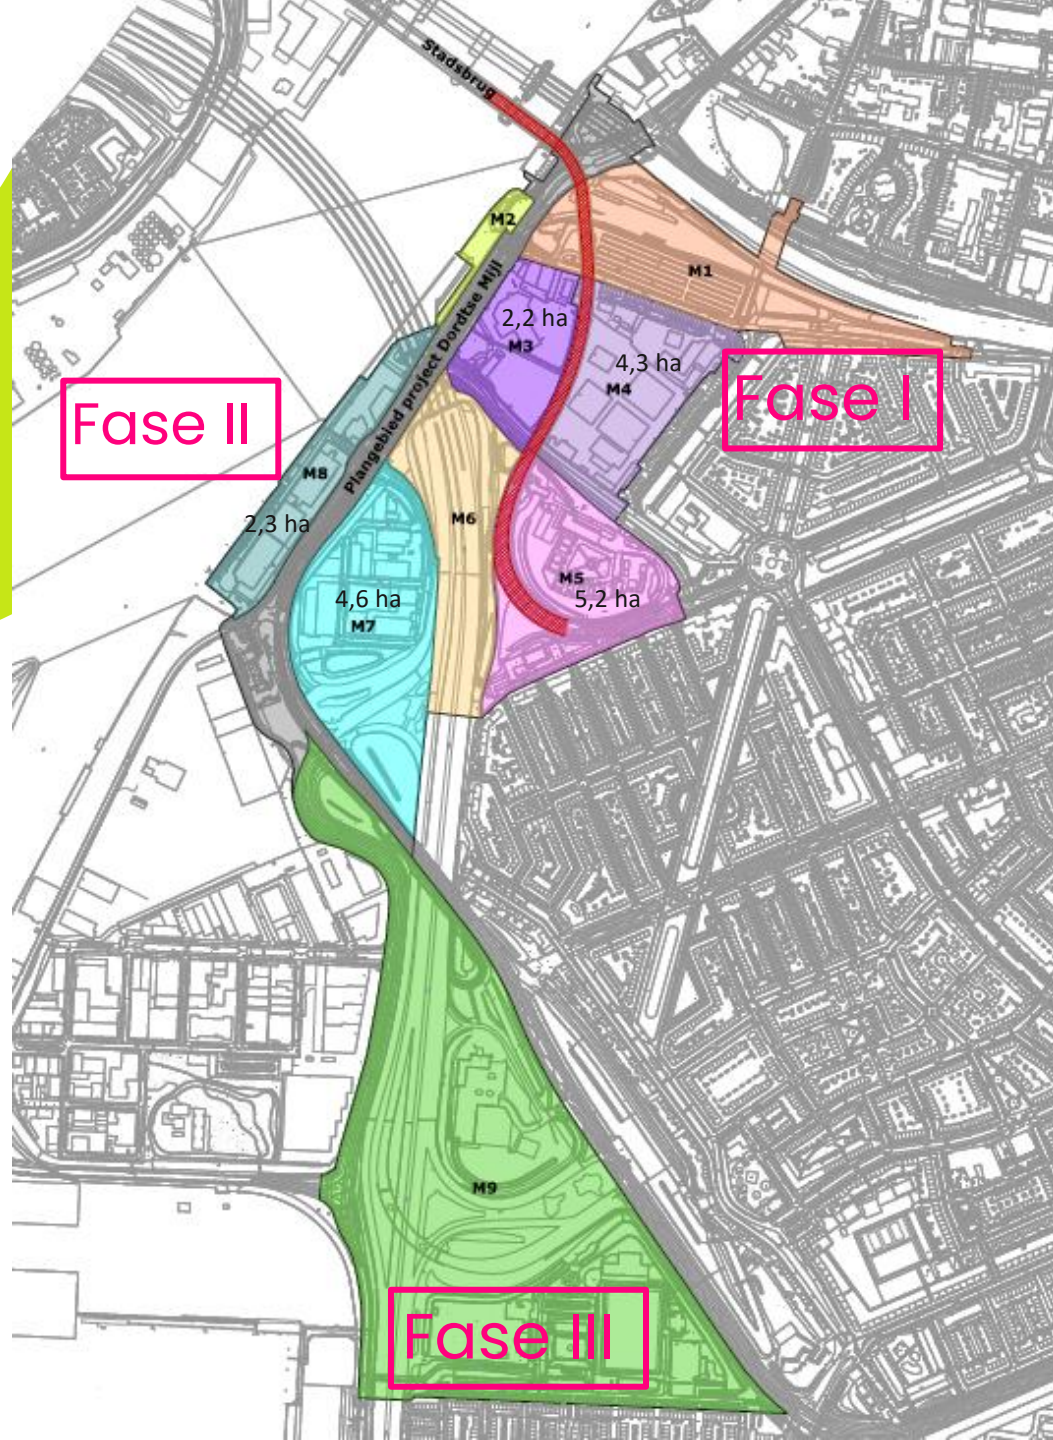 Stadsbrug
M2
M1
Plangebied project Dordtse Mijl
2,2 ha
M3
4,3 ha
M4
Fase I
Fase II
M8
2,3 ha
M6
M5
5,2 ha
4,6 ha
M7
M9
Fase III